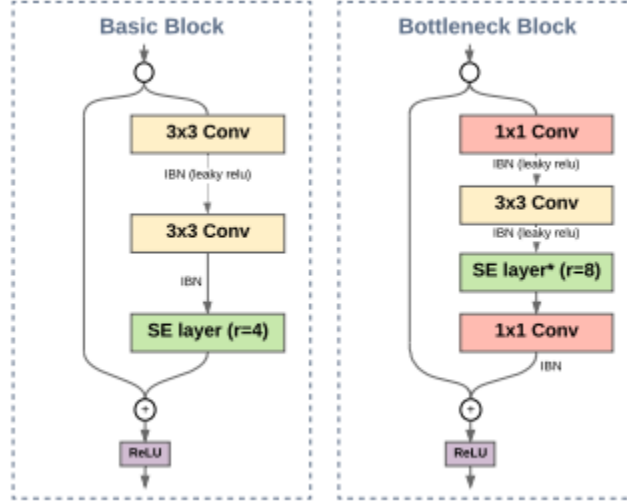 Basic Block
3x3 Conv
IBN (leaky relu)
3x3 Conv
IBN
SE layer (r=4)
+
ReLU
Bottleneck Block
1x1 Conv
IBN (leaky relu)
3x3 Conv
IBN (leaky relu)
SE layer* (r=8)
1x1 Conv
IBN
+
ReLU